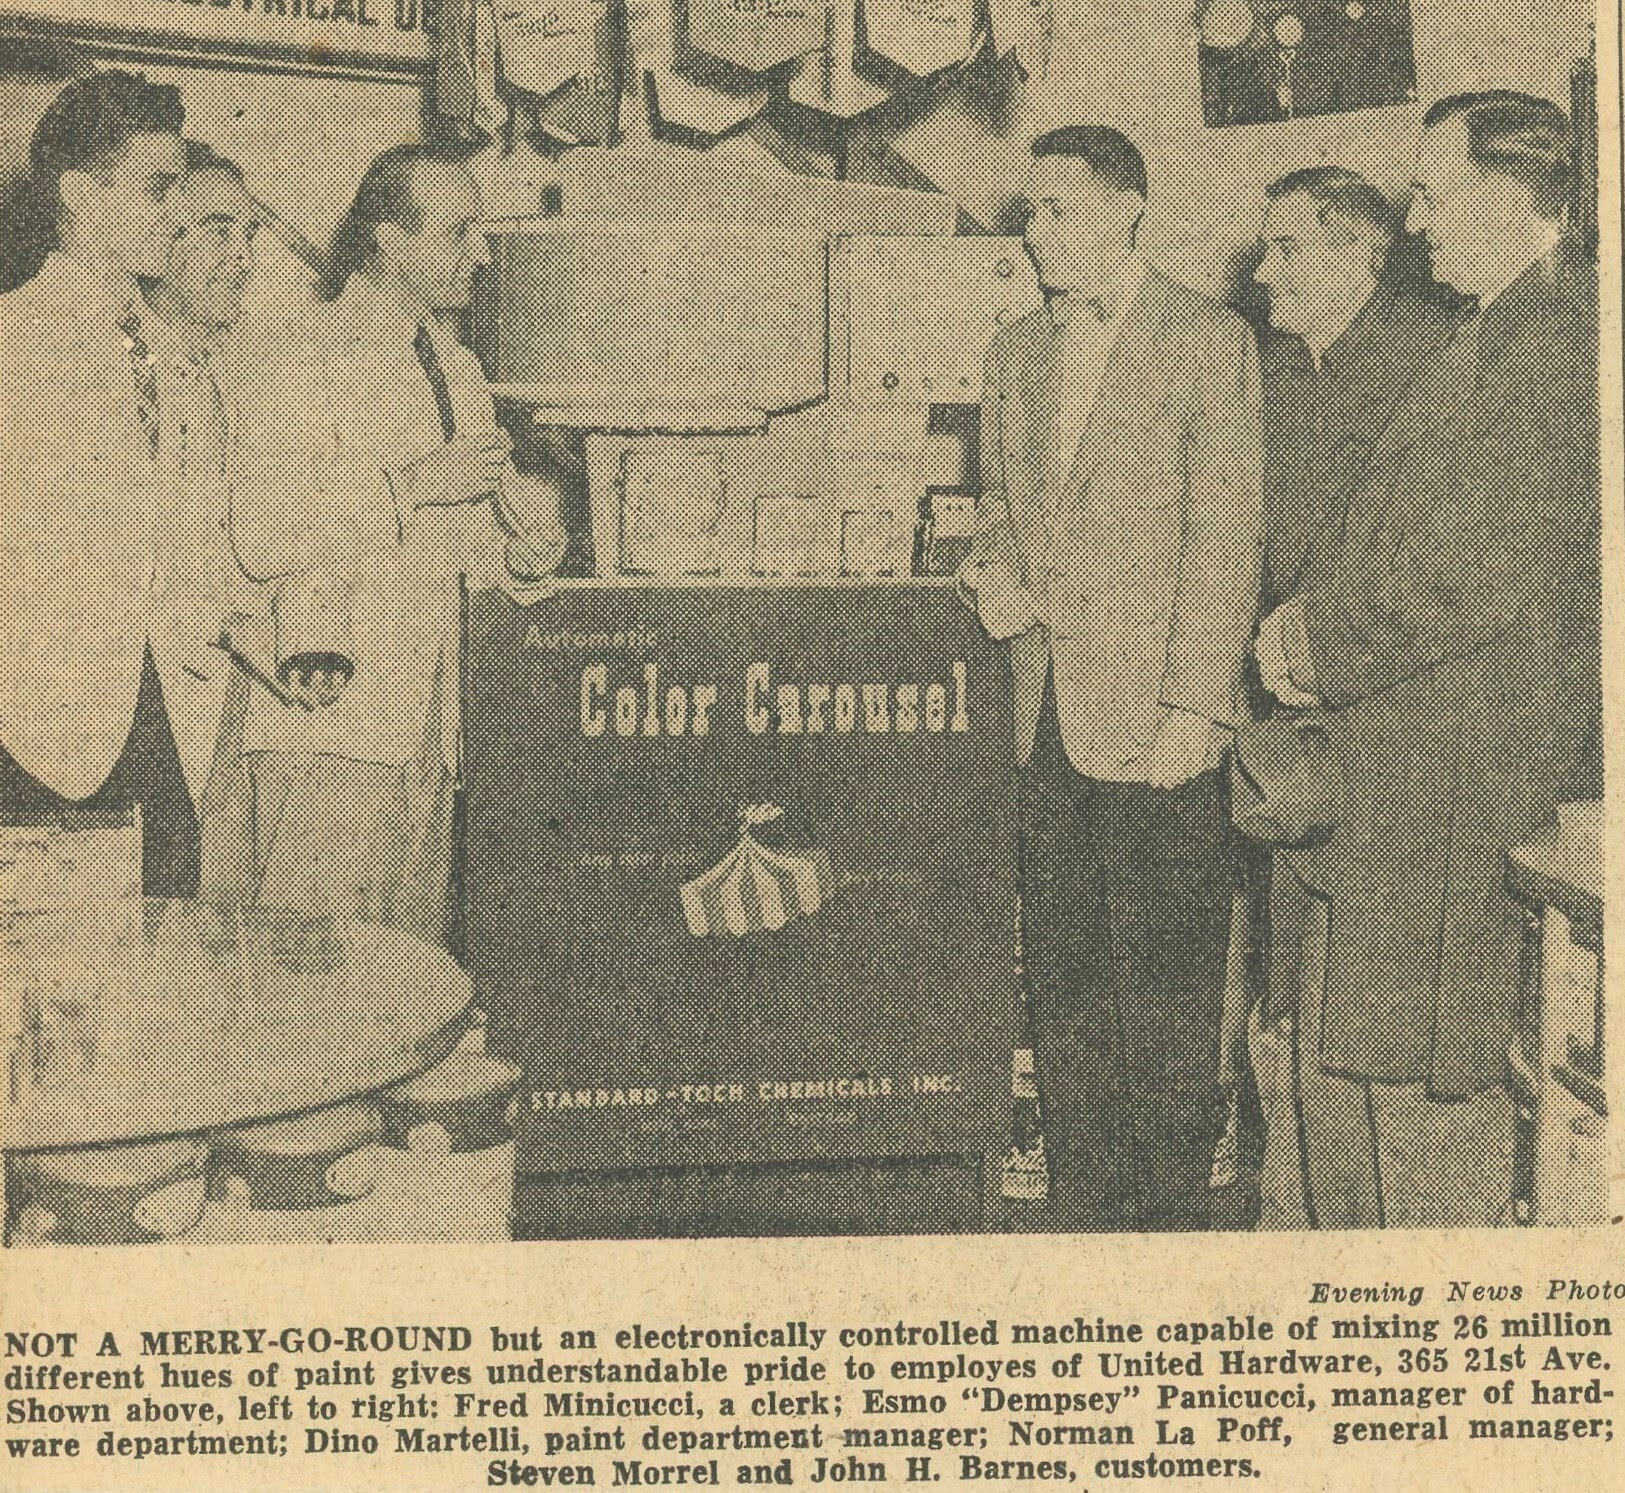 Automatic
Color Carousel
STANDARD-TOCH CHEMICALS INC.
Evening News Photo
NOT A MERRY-GO-ROUND but an electronically controlled machine capable of mixing 26 million
different hues of paint gives understandable pride to employes of United Hardware, 365 21st Ave.
Shown above, left to right: Fred Minicucci, a clerk; Esmo “Dempsey” Panicucci, manager of hard-
ware department; Dino Martelli, paint department manager; Norman La Poff, general manager;
Steven Morrel and John H. Barnes, customers.